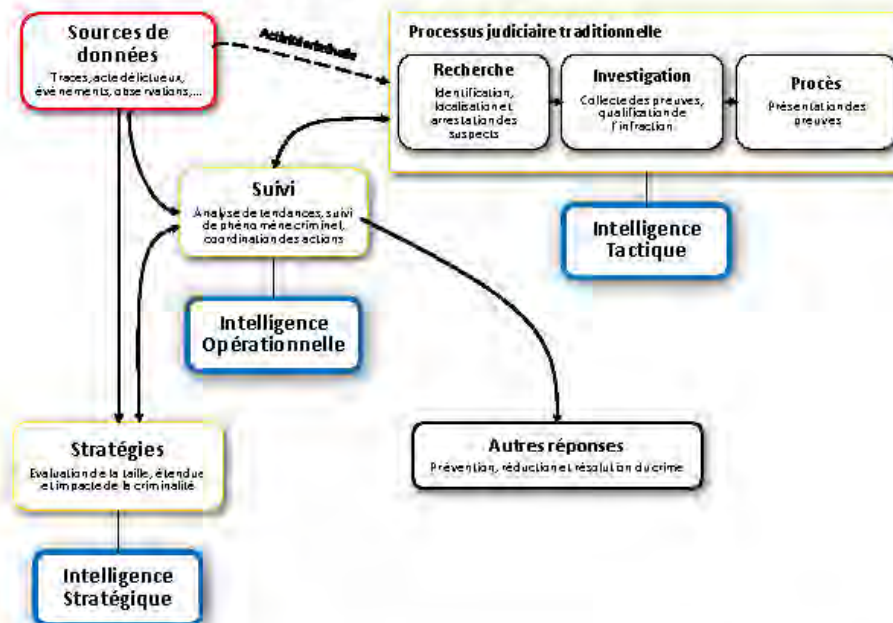 Sources de
données
Traces, acte délictueux,
évènements, observations,...
Activité criminelle
Processus judiciaire traditionnelle
Recherche
Identification,
localisation et
arrestation des
suspects
Investigation
Collecte des preuves,
qualification de
l'infraction
Procès
Présentation des
preuves
Suivi
Analyse de tendances, suivi
de phénomène criminel,
coordination des actions
Intelligence
Tactique
Intelligence
Opérationnelle
Stratégies
Evaluation de la taille, étendue
et impacte de la criminalité
Autres réponses
Prévention, réduction et résolution du crime
Intelligence
Stratégique